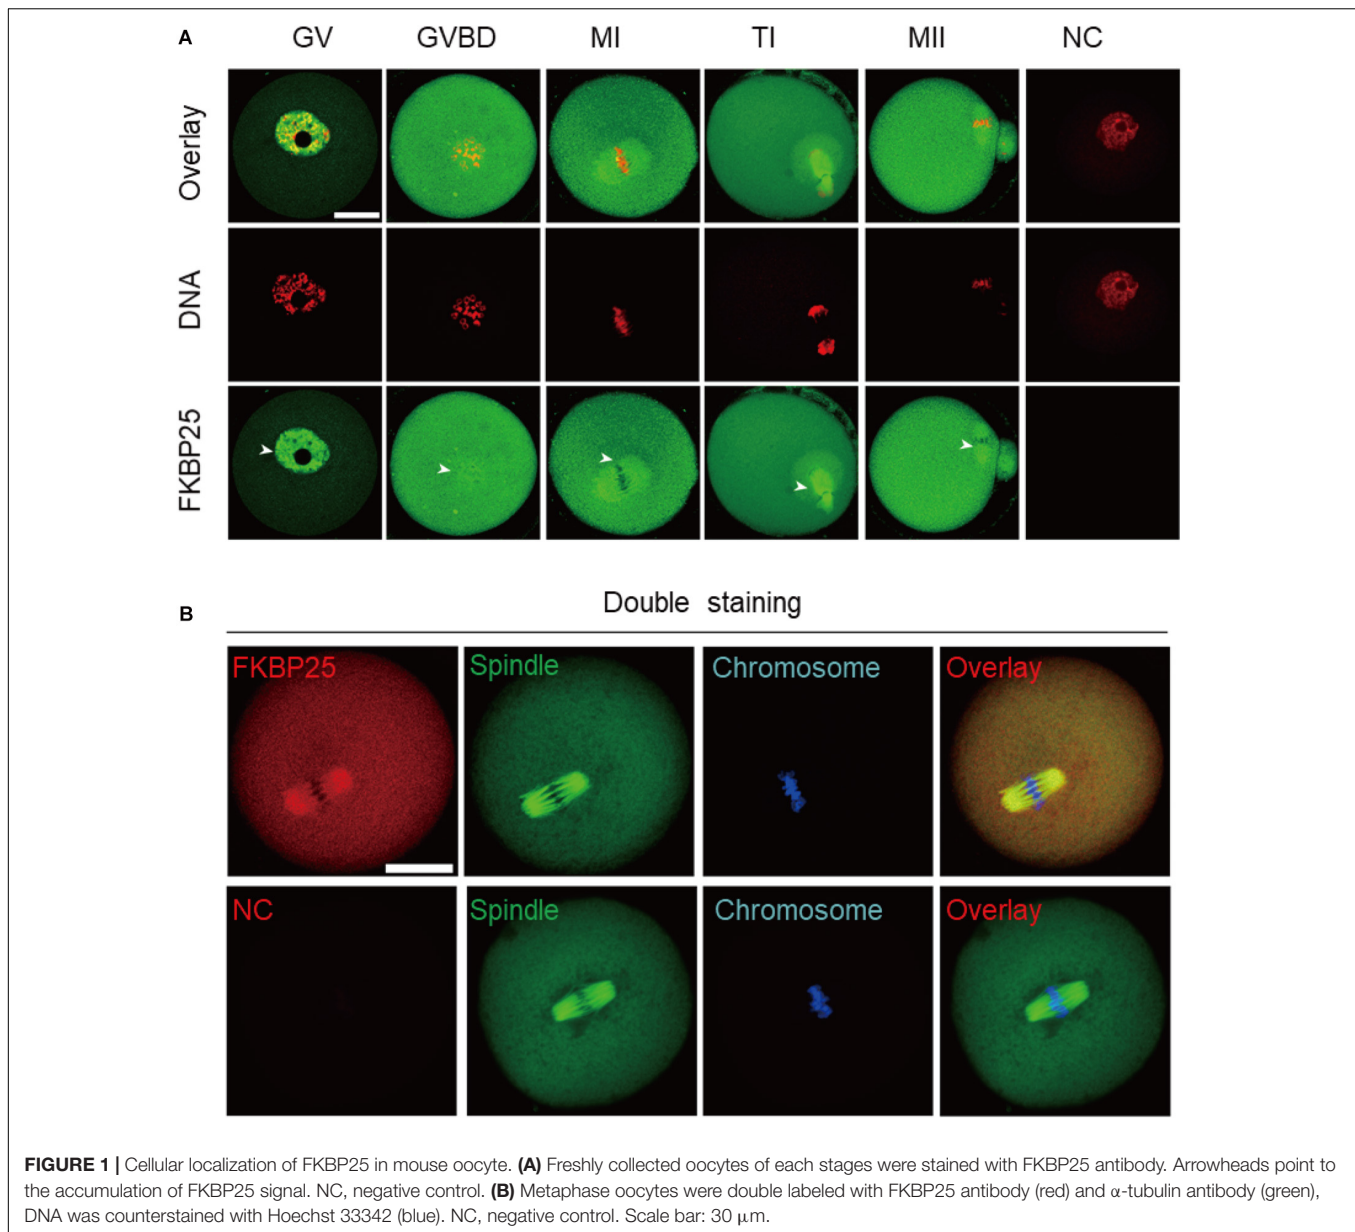 A
GV GVBD MI TI MII NC
Overlay
DNA
FKBP25
B
Double staining
FKBP25 Spindle Chromosome Overlay
NC Spindle Chromosome Overlay
FIGURE 1 | Cellular localization of FKBP25 in mouse oocyte. (A) Freshly collected oocytes of each stages were stained with FKBP25 antibody. Arrowheads point to
the accumulation of FKBP25 signal. NC, negative control. (B) Metaphase oocytes were double labeled with FKBP25 antibody (red) and α-tubulin antibody (green),
DNA was counterstained with Hoechst 33342 (blue). NC, negative control. Scale bar: 30 μm.